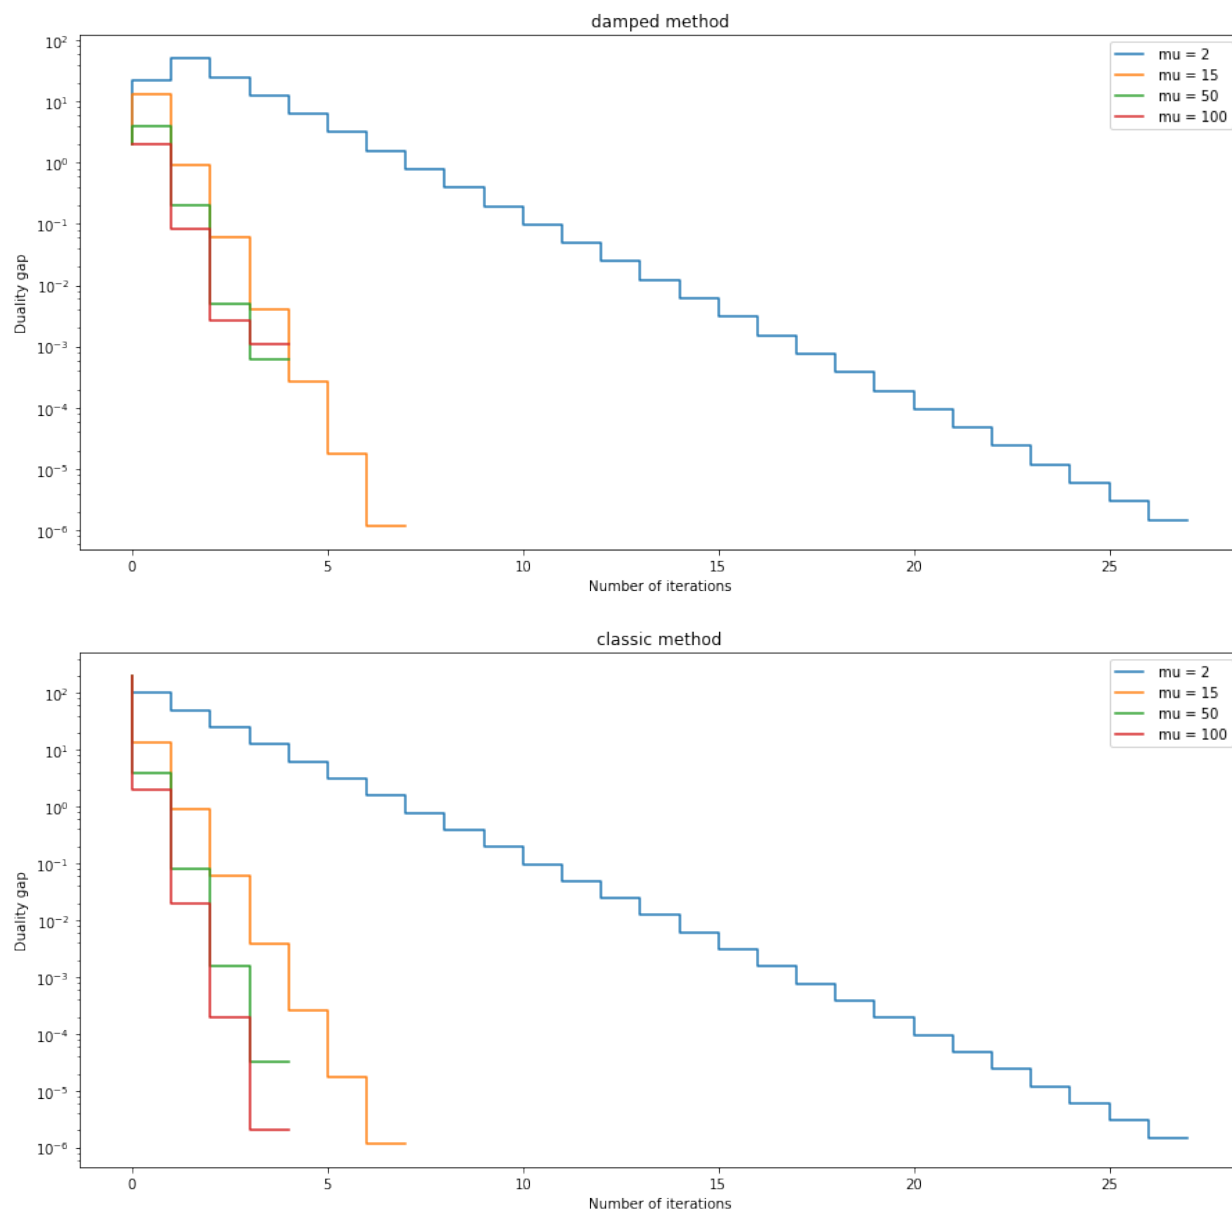 damped method
10²
10¹
10⁰
10⁻¹
10⁻²
10⁻³
10⁻⁴
10⁻⁵
10⁻⁶
Duality gap
mu = 2
mu = 15
mu = 50
mu = 100
0 5 10 15 20 25
Number of iterations
classic method
10²
10¹
10⁰
10⁻¹
10⁻²
10⁻³
10⁻⁴
10⁻⁵
10⁻⁶
Duality gap
mu = 2
mu = 15
mu = 50
mu = 100
0 5 10 15 20 25
Number of iterations